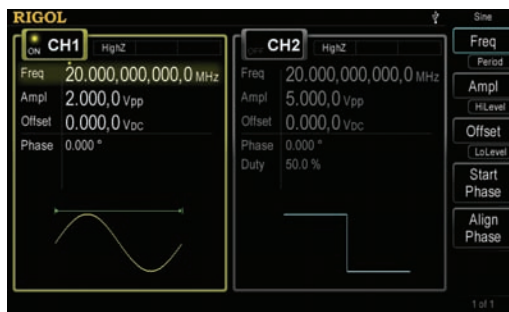 RIGOL
Sine
ON CH1 HighZ
Freq 20.000,000,000,0 MHz
Ampl 2.000,0 Vpp
Offset 0.000,0 VDC
Phase 0.000 °
OFF CH2 HighZ
Freq 20.000,000,000,0 MHz
Ampl 5.000,0 Vpp
Offset 0.000,0 VDC
Phase 0.000 °
Duty 50.0 %
Freq
Period
Ampl
HiLevel
Offset
LoLevel
Start
Phase
Align
Phase
1 of 1